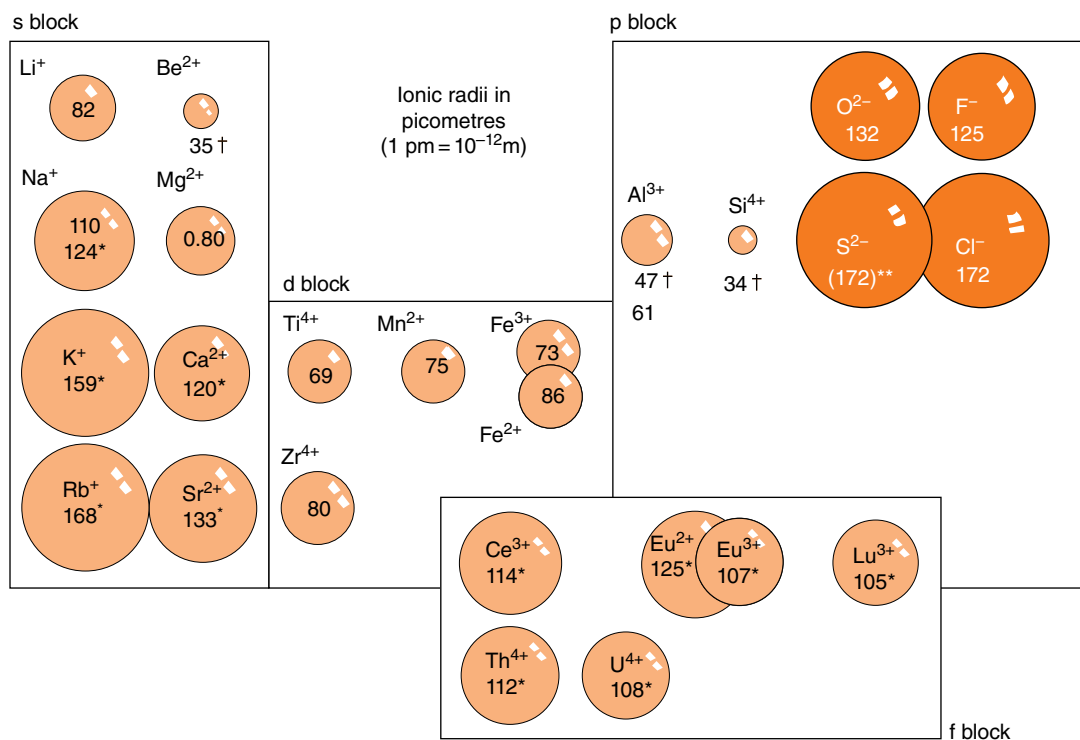 s block
p block
Li⁺
Be²⁺
82
35 †
Ionic radii in
picometres
(1 pm = 10⁻¹²m)
O²⁻
132
F⁻
125
Na⁺
Mg²⁺
110
124*
0.80
Al³⁺
Si⁴⁺
47 †
61
34 †
S²⁻
(172)**
Cl⁻
172
d block
K⁺
159*
Ca²⁺
120*
Ti⁴⁺
69
Mn²⁺
75
Fe³⁺
73
86
Fe²⁺
Rb⁺
168*
Sr²⁺
133*
Zr⁴⁺
80
Ce³⁺
114*
Eu²⁺
125*
Eu³⁺
107*
Lu³⁺
105*
Th⁴⁺
112*
U⁴⁺
108*
f block